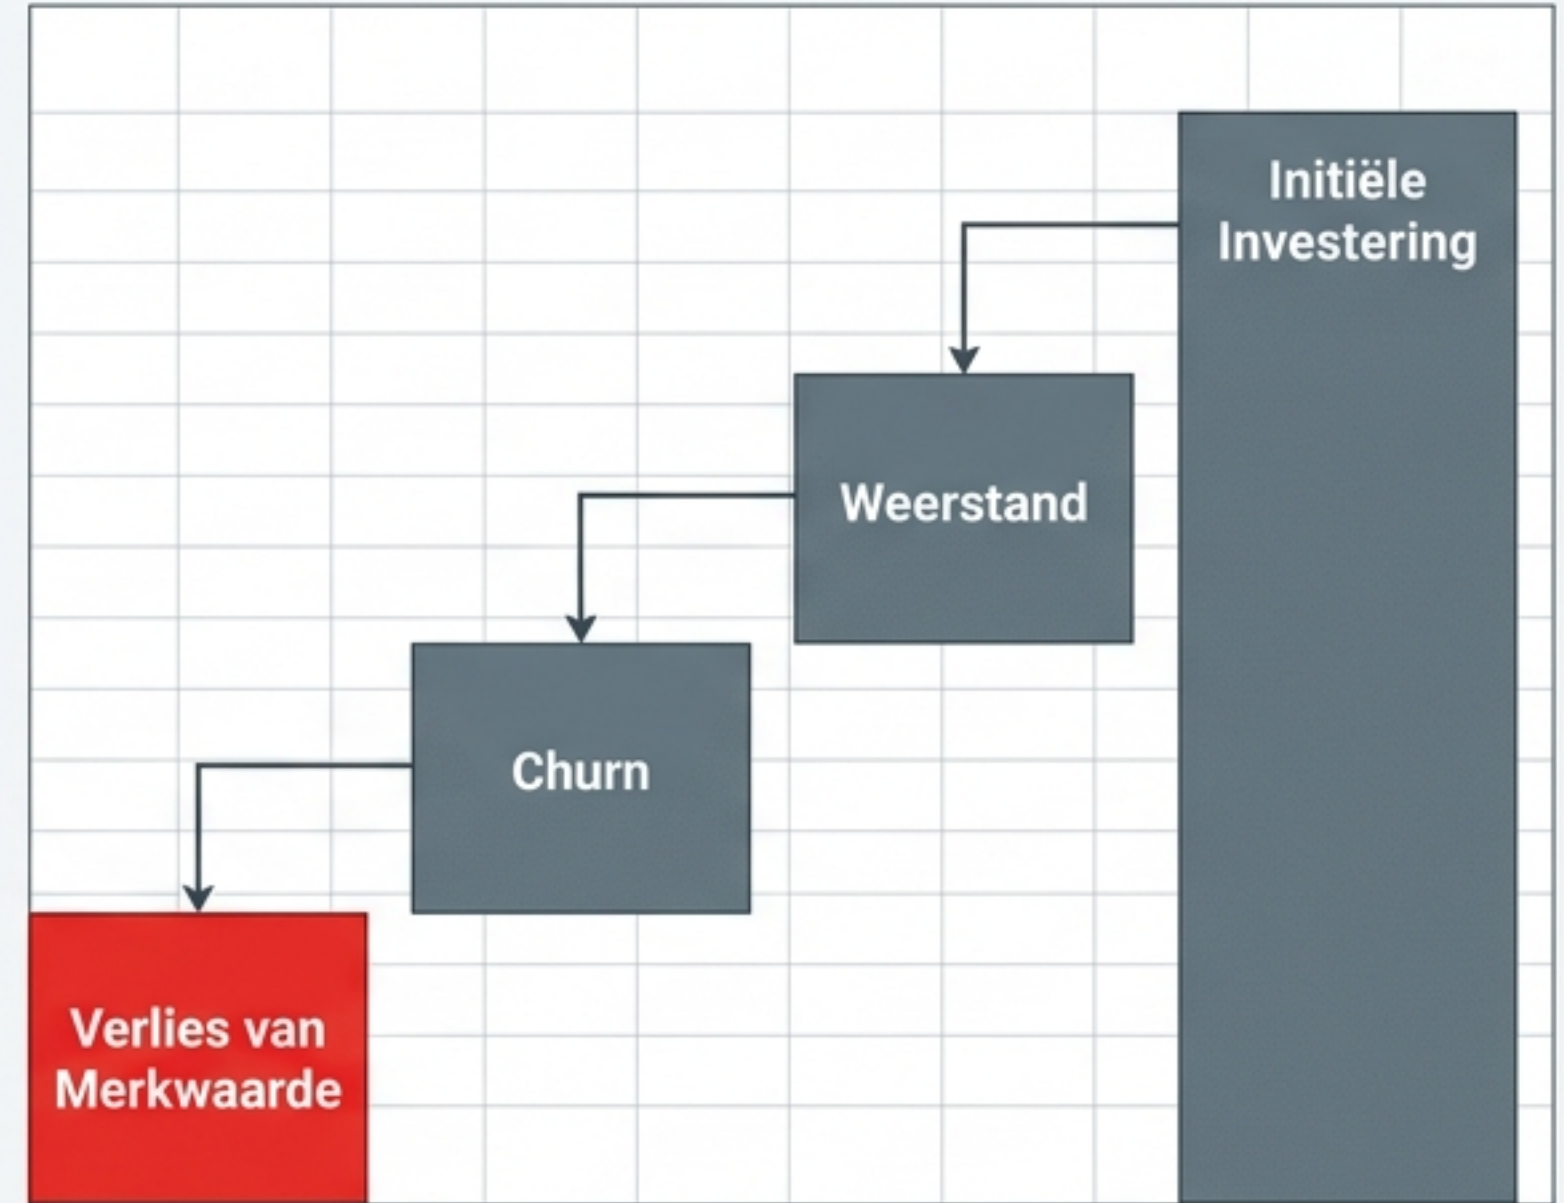 Initiële
Investering
Weerstand
Churn
Verlies van
Merkwaarde